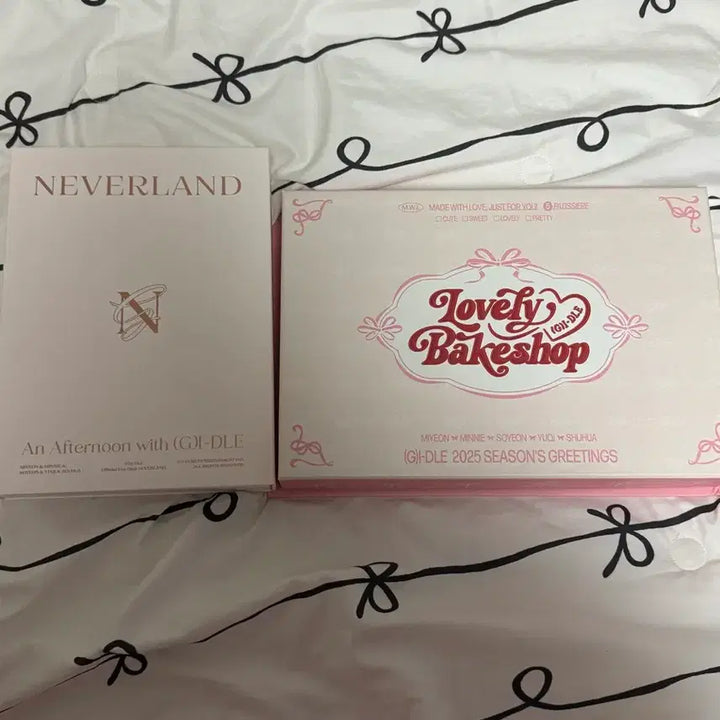 NEVERLAND
N
An Afternoon with (G)I-DLE
M.W.L MADE WITH LOVE, JUST FOR YOU! PATISSIERE
CUTE SWEET LOVELY PRETTY
Lovely
(G)I-DLE
Bakeshop
MIYEON MINNIE SOYEON YUQI SHUHUA
(G)I-DLE 2025 SEASON'S GREETINGS